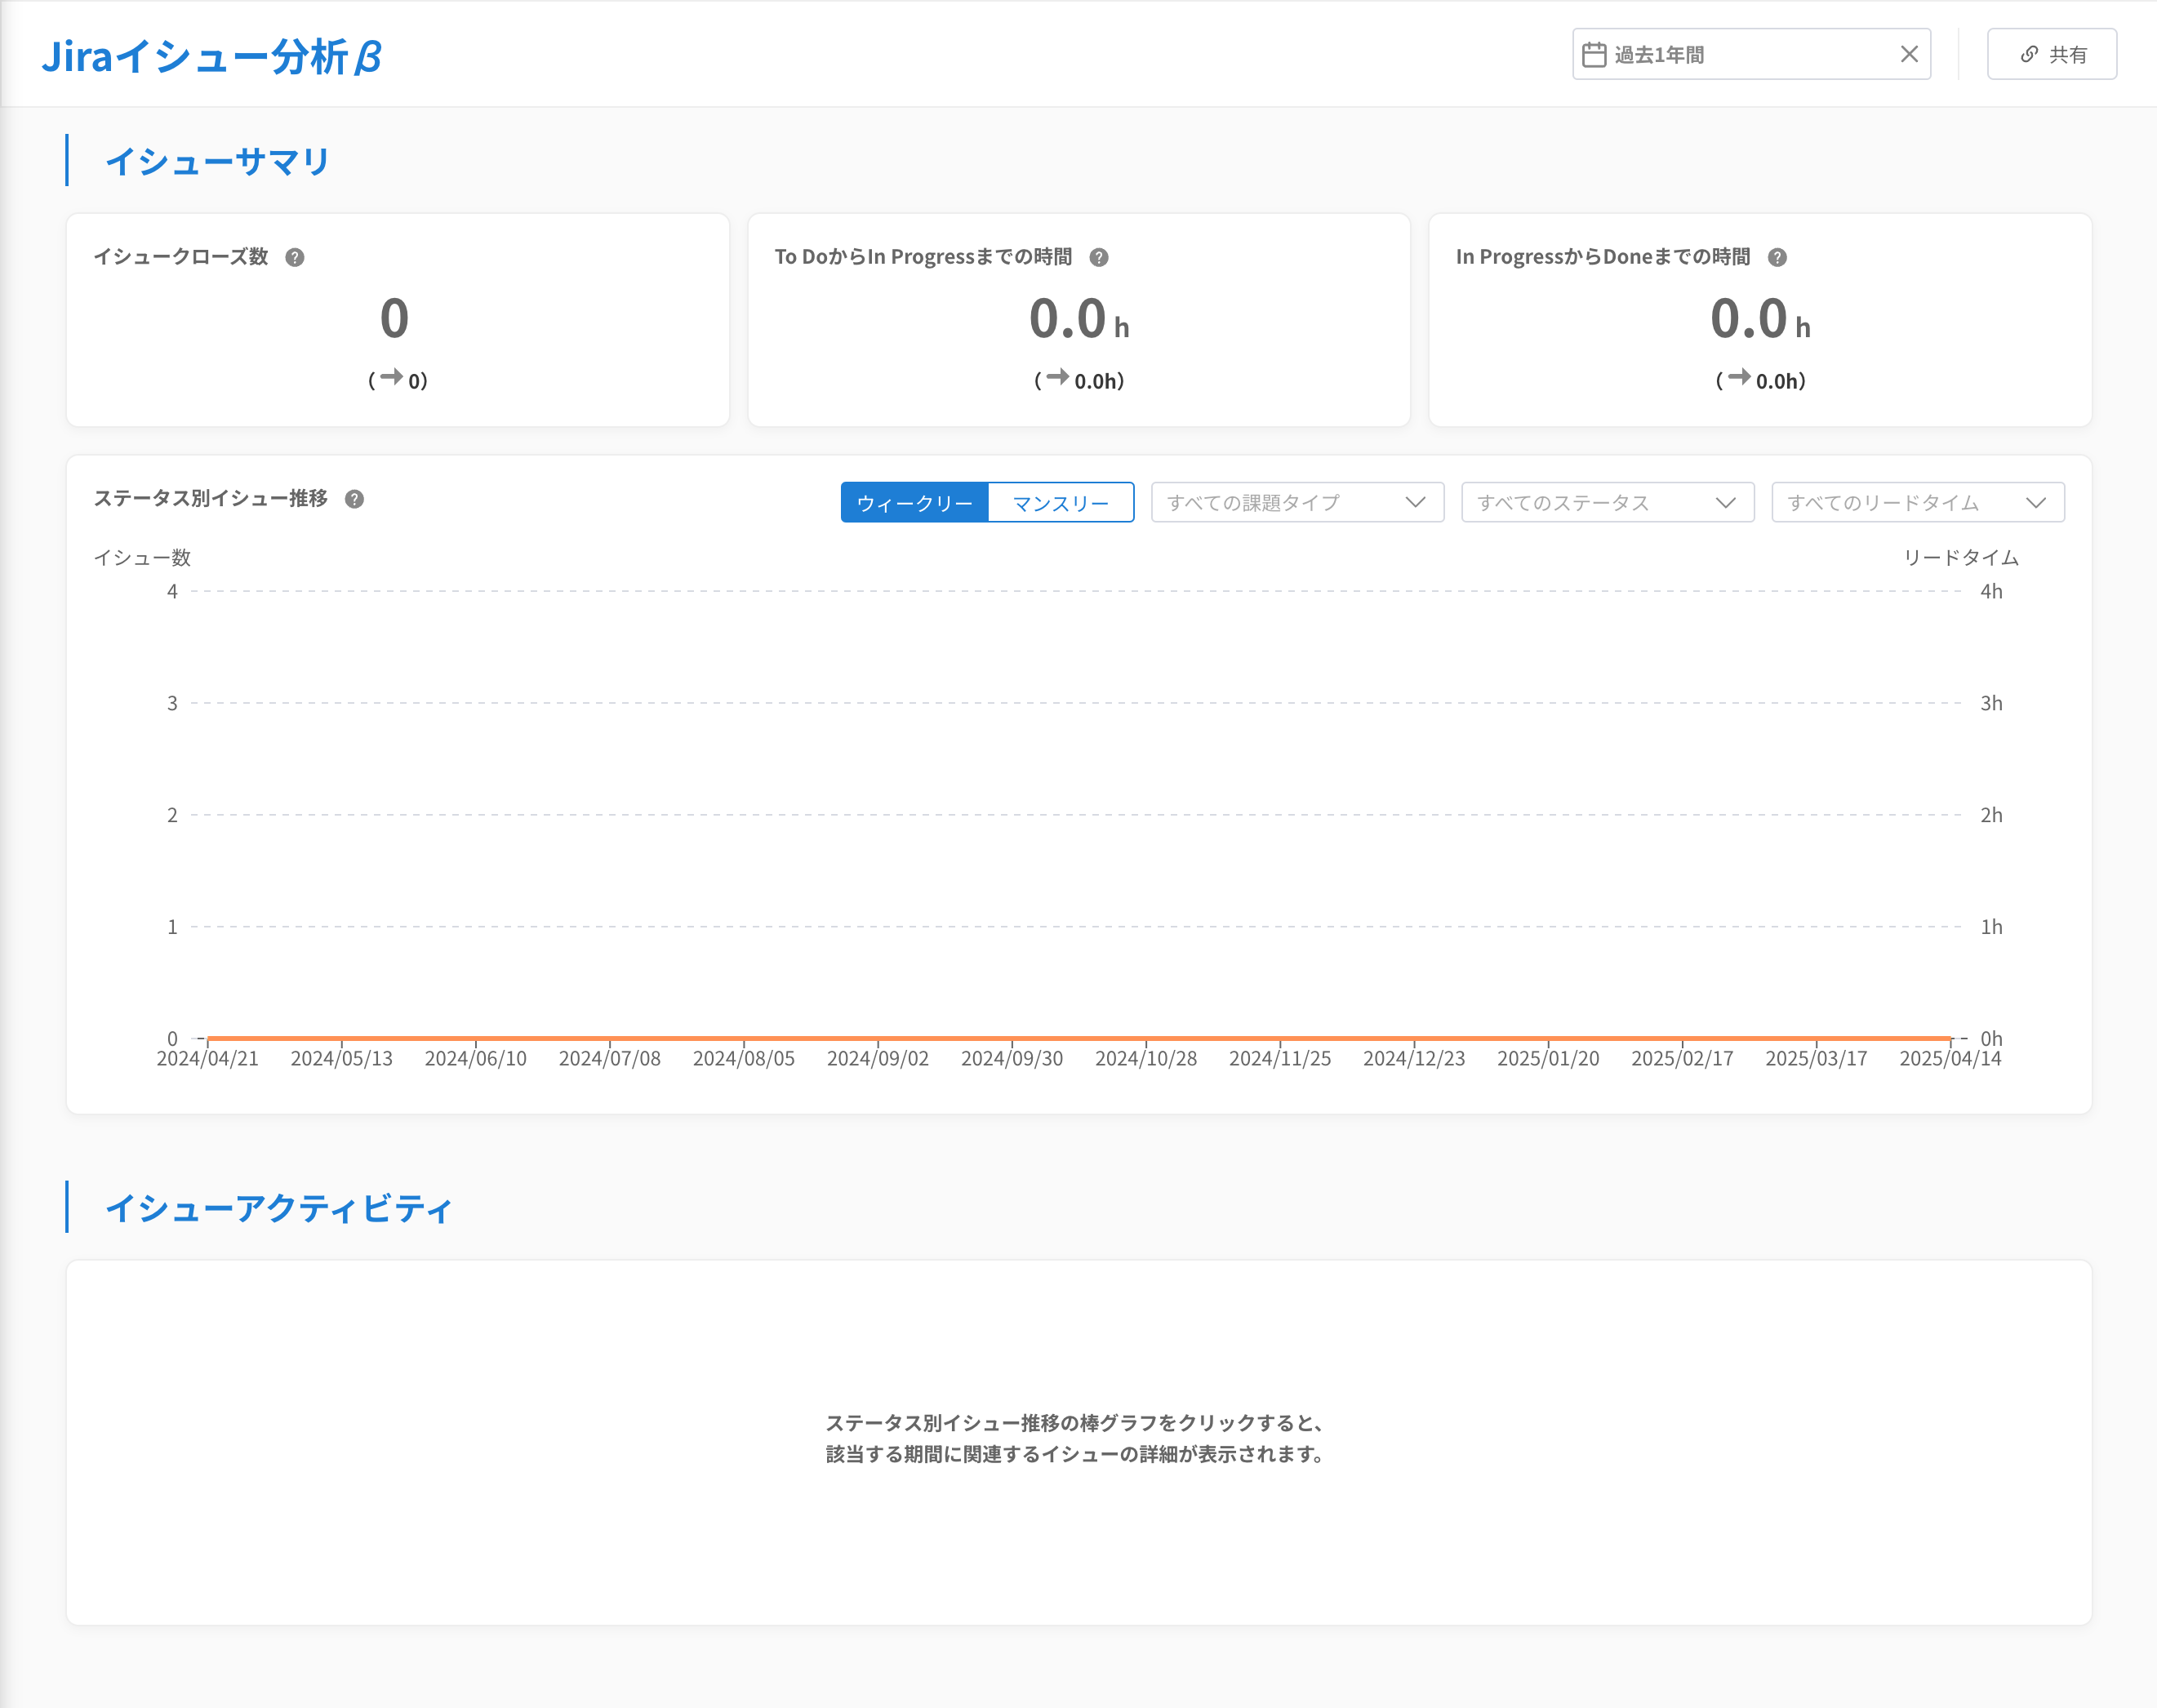 Jiraイシュー分析β
過去1年間
共有
イシューサマリ
イシュークローズ数
0
(→0)
To DoからIn Progressまでの時間
0.0 h
(→0.0h)
In ProgressからDoneまでの時間
0.0 h
(→0.0h)
ステータス別イシュー推移
ウィークリー
マンスリー
すべての課題タイプ
すべてのステータス
すべてのリードタイム
イシュー数
リードタイム
4
4h
3
3h
2
2h
1
1h
0
0h
2024/04/21 2024/05/13 2024/06/10 2024/07/08 2024/08/05 2024/09/02 2024/09/30 2024/10/28 2024/11/25 2024/12/23 2025/01/20 2025/02/17 2025/03/17 2025/04/14
イシューアクティビティ
ステータス別イシュー推移の棒グラフをクリックすると、
該当する期間に関連するイシューの詳細が表示されます。